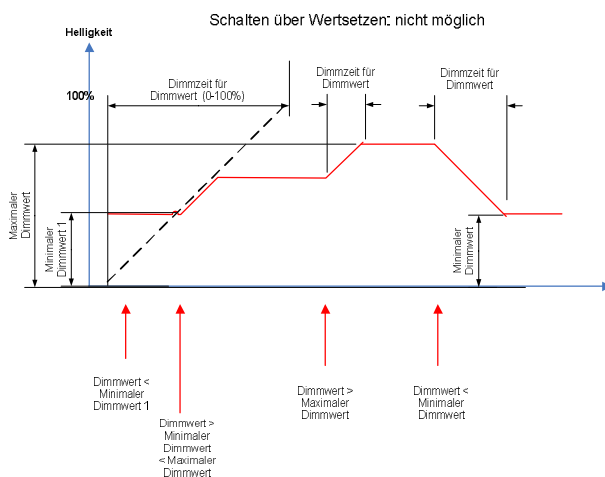 Schalten über Wertsetzen: nicht möglich
Helligkeit
100%
Dimmzeit für
Dimmwert (0-100%)
Dimmzeit für
Dimmwert
Dimmzeit für
Dimmwert
Maximaler
Dimmwert
Minimaler
Dimmwert 1
Minimaler
Dimmwert
Dimmwert <
Minimaler
Dimmwert 1
Dimmwert >
Minimaler
Dimmwert
< Maximaler
Dimmwert
Dimmwert >
Maximaler
Dimmwert
Dimmwert <
Minimaler
Dimmwert